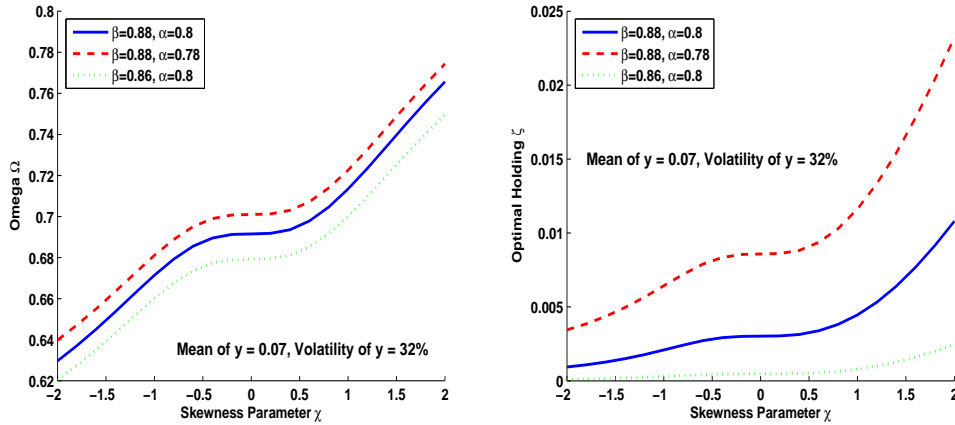 0.8
0.78
0.76
0.74
0.72
0.7
0.68
0.66
0.64
0.62
Omega Ω
β=0.88, α=0.8
β=0.88, α=0.78
β=0.86, α=0.8
Mean of y = 0.07, Volatility of y = 32%
−2 −1.5 −1 −0.5 0 0.5 1 1.5 2
Skewness Parameter χ
0.025
0.02
0.015
0.01
0.005
0
Optimal Holding ζ
β=0.88, α=0.8
β=0.88, α=0.78
β=0.86, α=0.8
Mean of y = 0.07, Volatility of y = 32%
−2 −1.5 −1 −0.5 0 0.5 1 1.5 2
Skewness Parameter χ